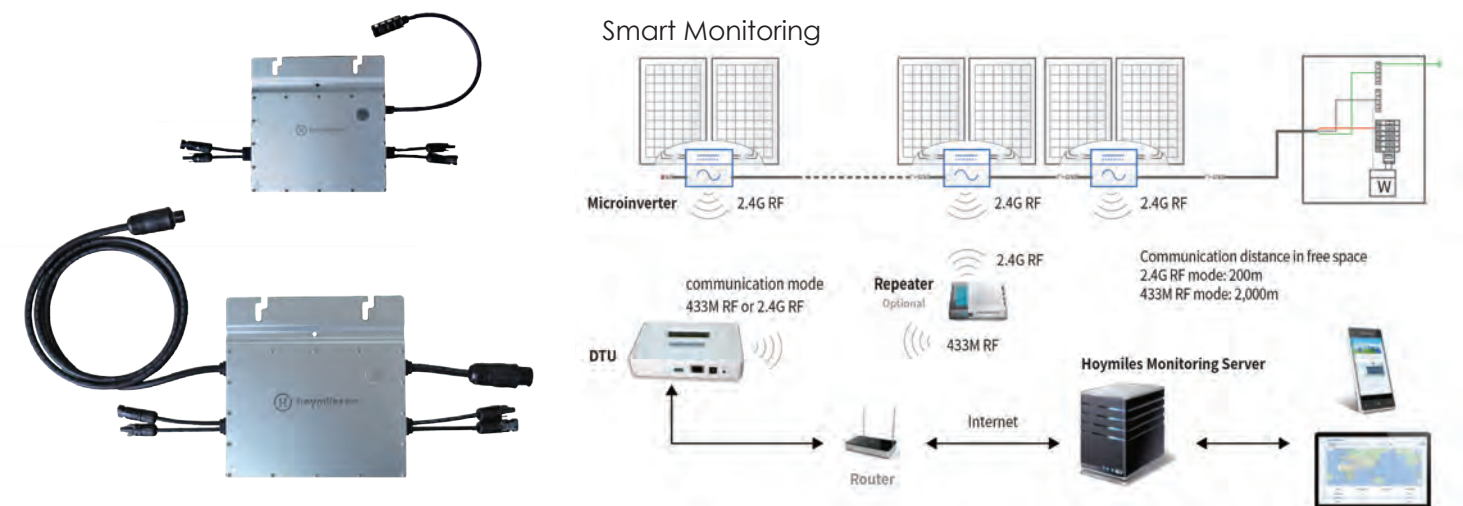 Smart Monitoring
hoymiles
hoymiles
Microinverter
2.4G RF
2.4G RF
2.4G RF
W
communication mode
433M RF or 2.4G RF
Repeater
Optional
2.4G RF
433M RF
Communication distance in free space
2.4G RF mode: 200m
433M RF mode: 2,000m
DTU
Hoymiles Monitoring Server
Internet
Router